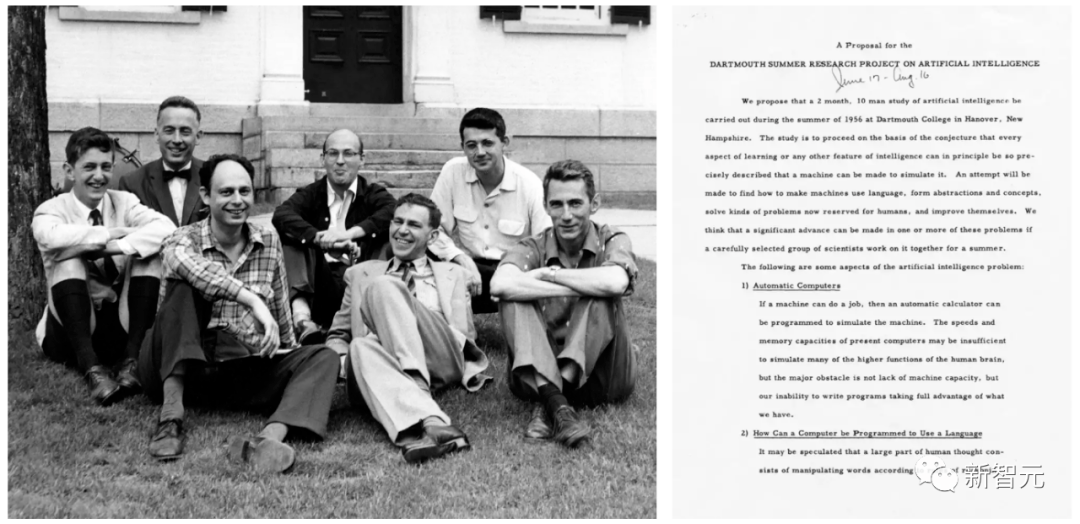 A Proposal for the
DARTMOUTH SUMMER RESEARCH PROJECT ON ARTIFICIAL INTELLIGENCE
June 17 - Aug. 16
We propose that a 2 month, 10 man study of artificial intelligence be
carried out during the summer of 1956 at Dartmouth College in Hanover, New
Hampshire. The study is to proceed on the basis of the conjecture that every
aspect of learning or any other feature of intelligence can in principle be so pre-
cisely described that a machine can be made to simulate it. An attempt will be
made to find how to make machines use language, form abstractions and concepts,
solve kinds of problems now reserved for humans, and improve themselves. We
think that a significant advance can be made in one or more of these problems if
a carefully selected group of scientists work on it together for a summer.
The following are some aspects of the artificial intelligence problem:
1) Automatic Computers
If a machine can do a job, then an automatic calculator can
be programmed to simulate the machine. The speeds and
memory capacities of present computers may be insufficient
to simulate many of the higher functions of the human brain,
but the major obstacle is not lack of machine capacity, but
our inability to write programs taking full advantage of what
we have.
2) How Can a Computer be Programmed to Use a Language
It may be speculated that a large part of human thought con-
sists of manipulating words according of
新智元